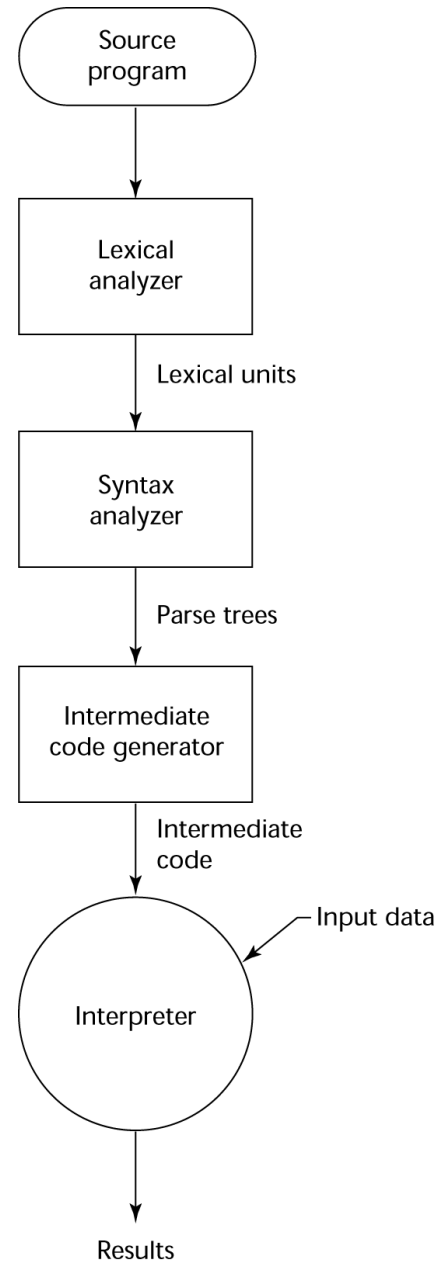 Source
program
Lexical
analyzer
Lexical units
Syntax
analyzer
Parse trees
Intermediate
code generator
Intermediate
code
Input data
Interpreter
Results